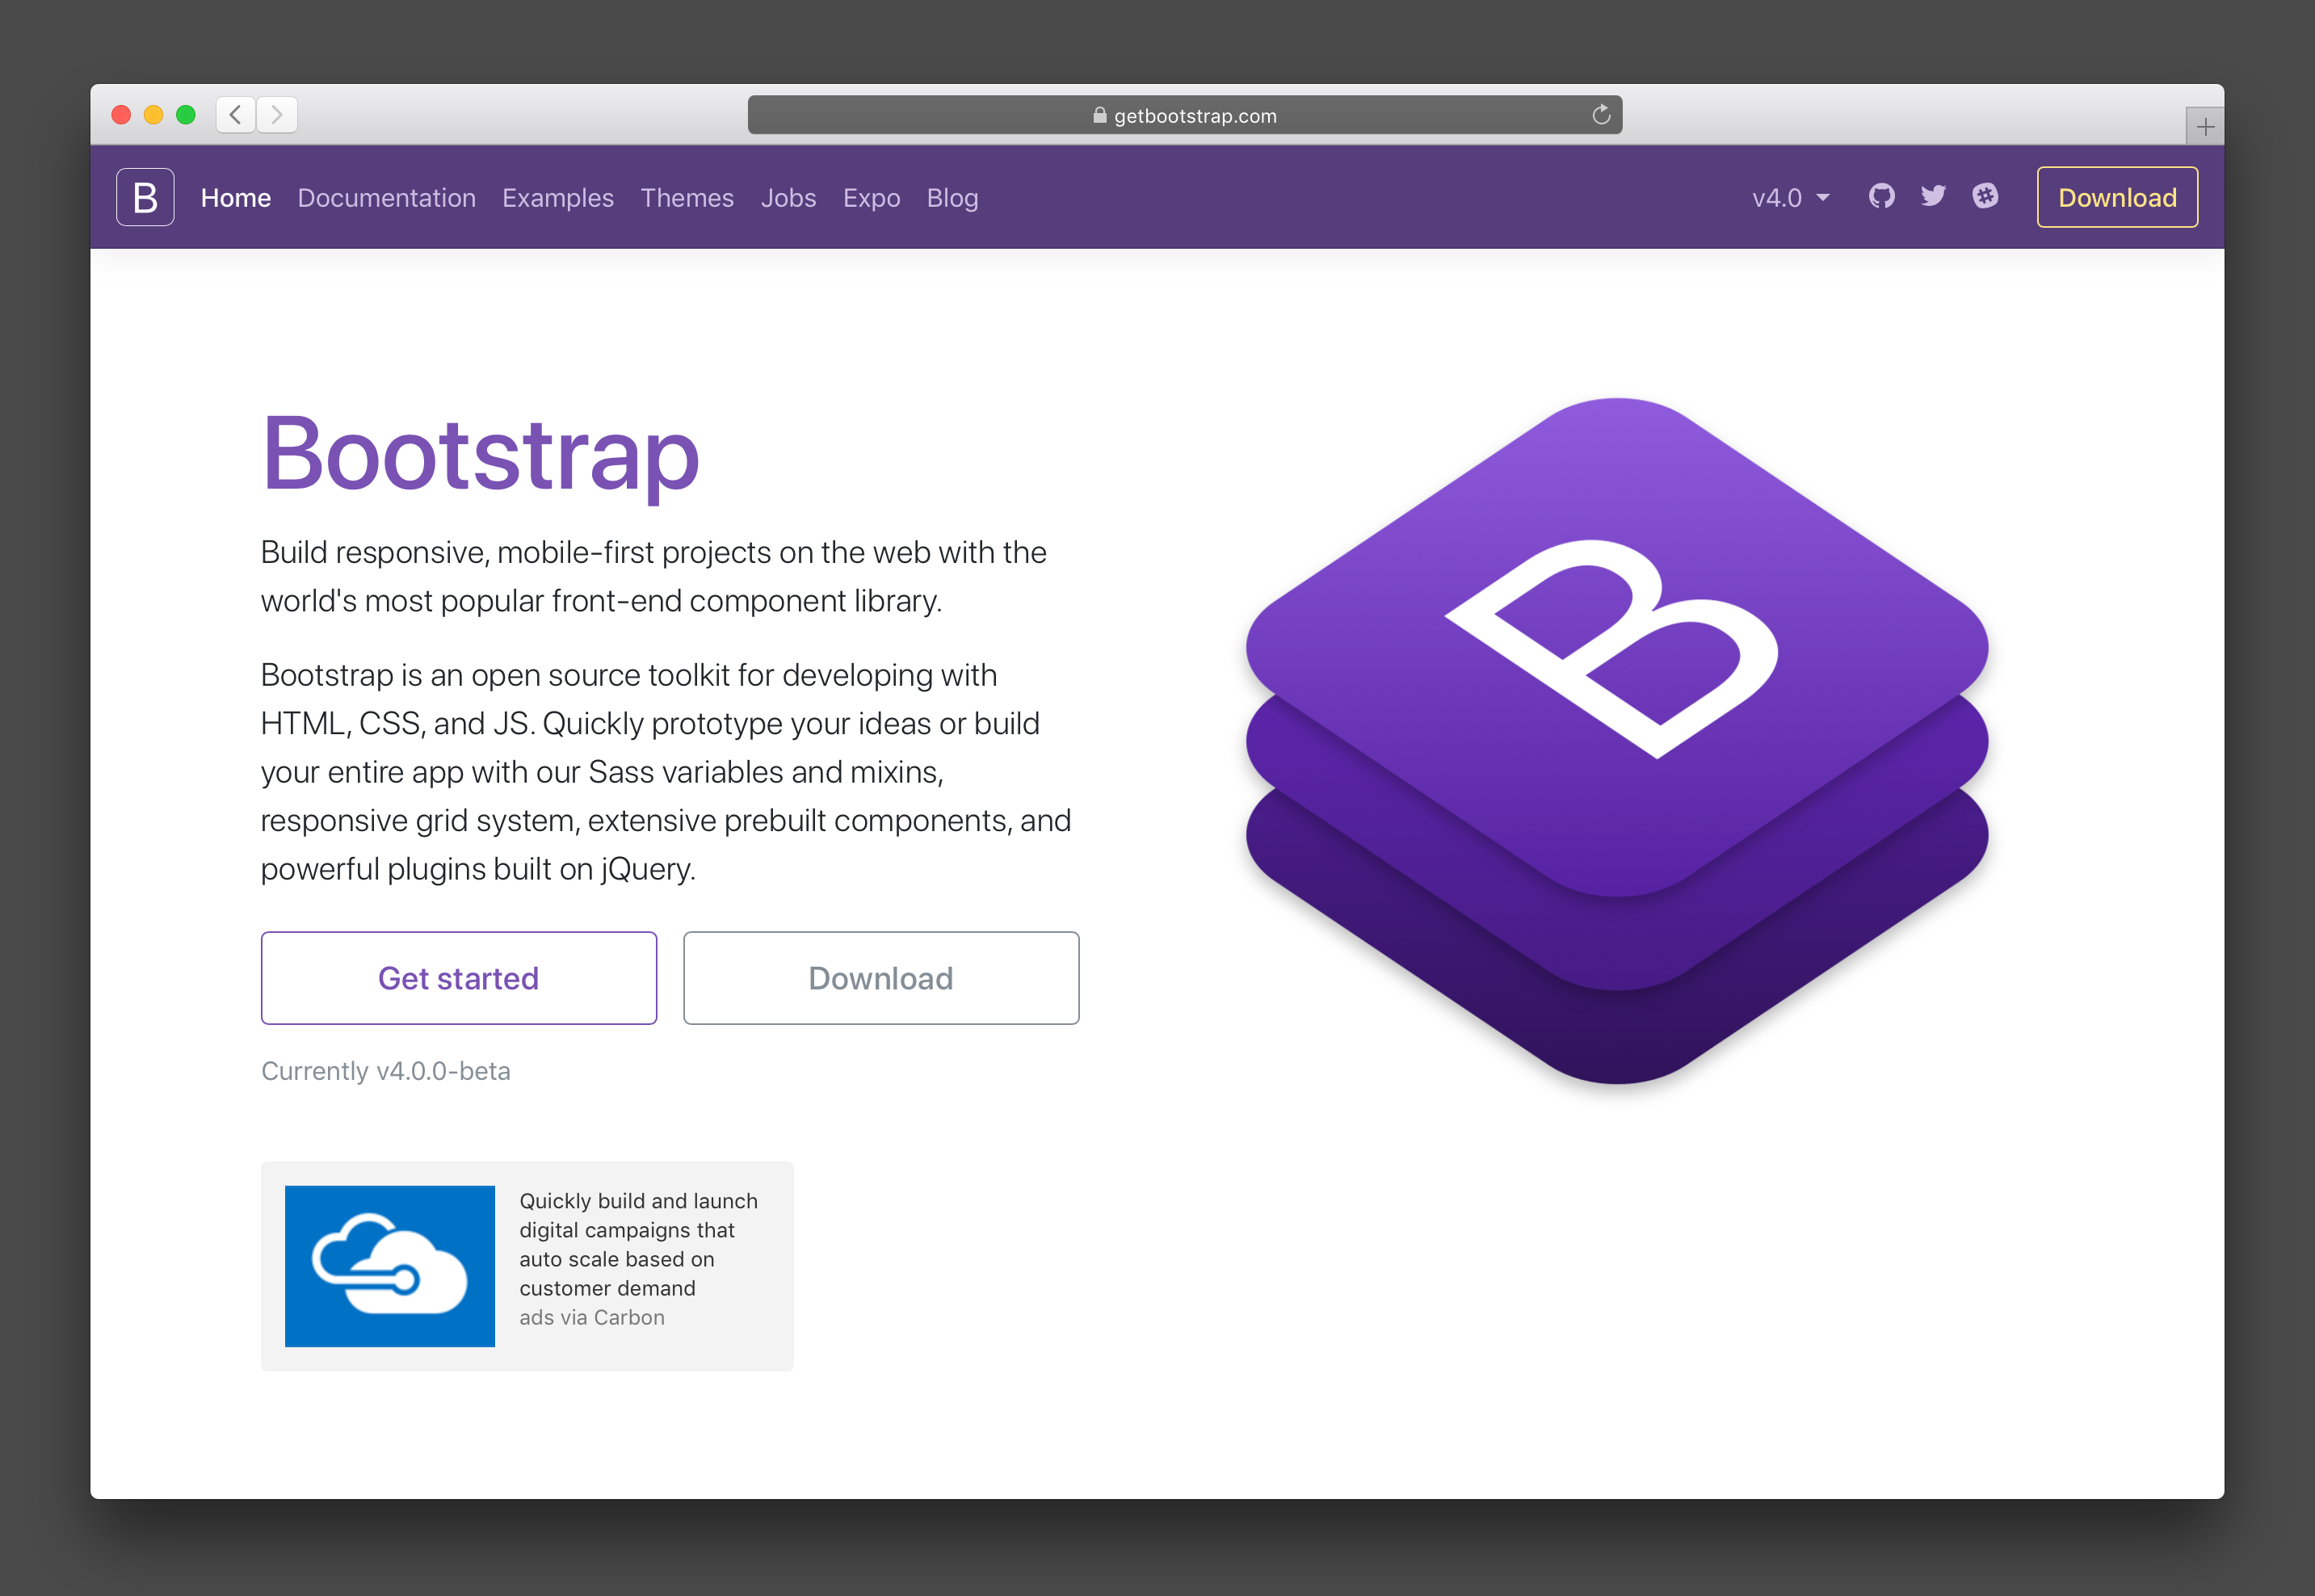 getbootstrap.com
B Home Documentation Examples Themes Jobs Expo Blog v4.0 Download
Bootstrap
B
Build responsive, mobile-first projects on the web with the
world's most popular front-end component library.
Bootstrap is an open source toolkit for developing with
HTML, CSS, and JS. Quickly prototype your ideas or build
your entire app with our Sass variables and mixins,
responsive grid system, extensive prebuilt components, and
powerful plugins built on jQuery.
Get started Download
Currently v4.0.0-beta
Quickly build and launch
digital campaigns that
auto scale based on
customer demand
ads via Carbon